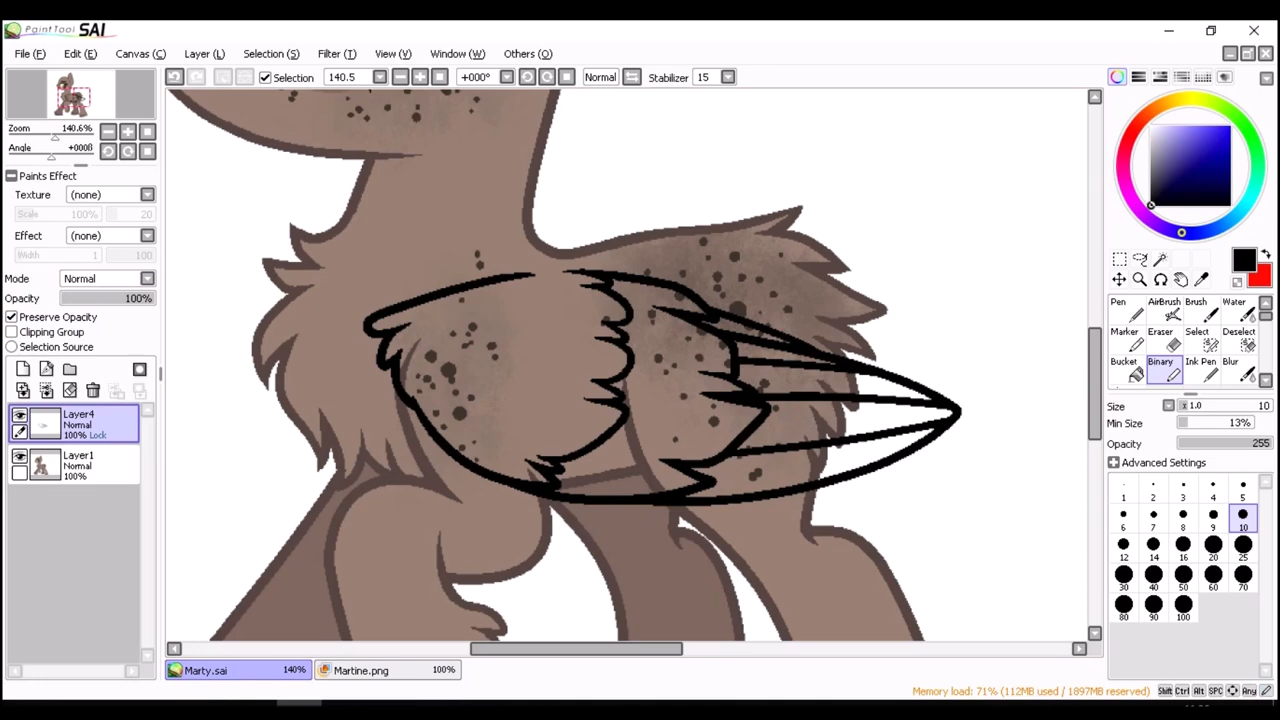 PaintTool SAI
File (F) Edit (E) Canvas (C) Layer (L) Selection (S) Filter (T) View (V) Window (W) Others (O)
Selection 140.5 +000° Normal Stabilizer 15
Zoom 140.6%
Angle +000ß
Paints Effect
Texture (none)
Scale 100% 20
Effect (none)
Width 1 100
Mode Normal
Opacity 100%
Preserve Opacity
Clipping Group
Selection Source
Layer4
Normal
100% Lock
Layer1
Normal
100%
Pen AirBrush Brush Water
Marker Eraser Select Deselect
Bucket Binary Ink Pen Blur
Size x 1.0 10
Min Size 13%
Opacity 255
Advanced Settings
1 2 3 4 5
6 7 8 9 10
12 14 16 20 25
30 40 50 60 70
80 90 100
Marty.sai 140% Martine.png 100%
Memory load: 71% (112MB used / 1897MB reserved) Shift Ctrl Alt SPC Any